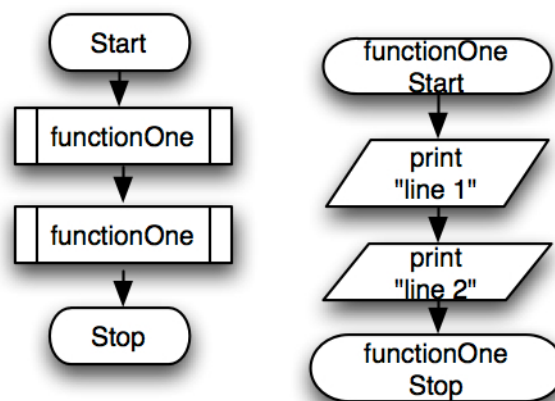 Start
functionOne
functionOne
Stop
functionOne
Start
print
"line 1"
print
"line 2"
functionOne
Stop